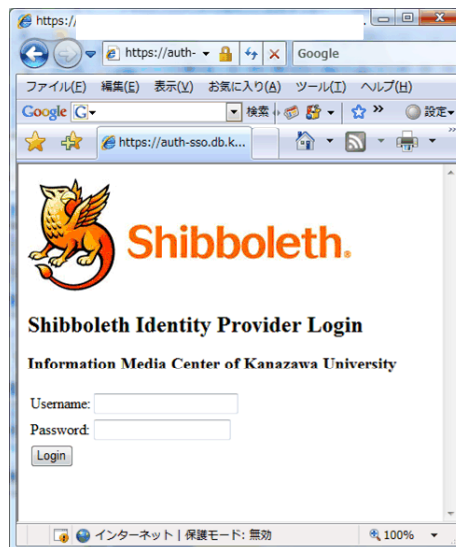 https://
https://auth-
Google
ファイル(F) 編集(E) 表示(V) お気に入り(A) ツール(T) ヘルプ(H)
Google G 検索 » 設定
https://auth-sso.db.k... »
Shibboleth.
Shibboleth Identity Provider Login
Information Media Center of Kanazawa University
Username:
Password:
Login
インターネット | 保護モード: 無効 100%